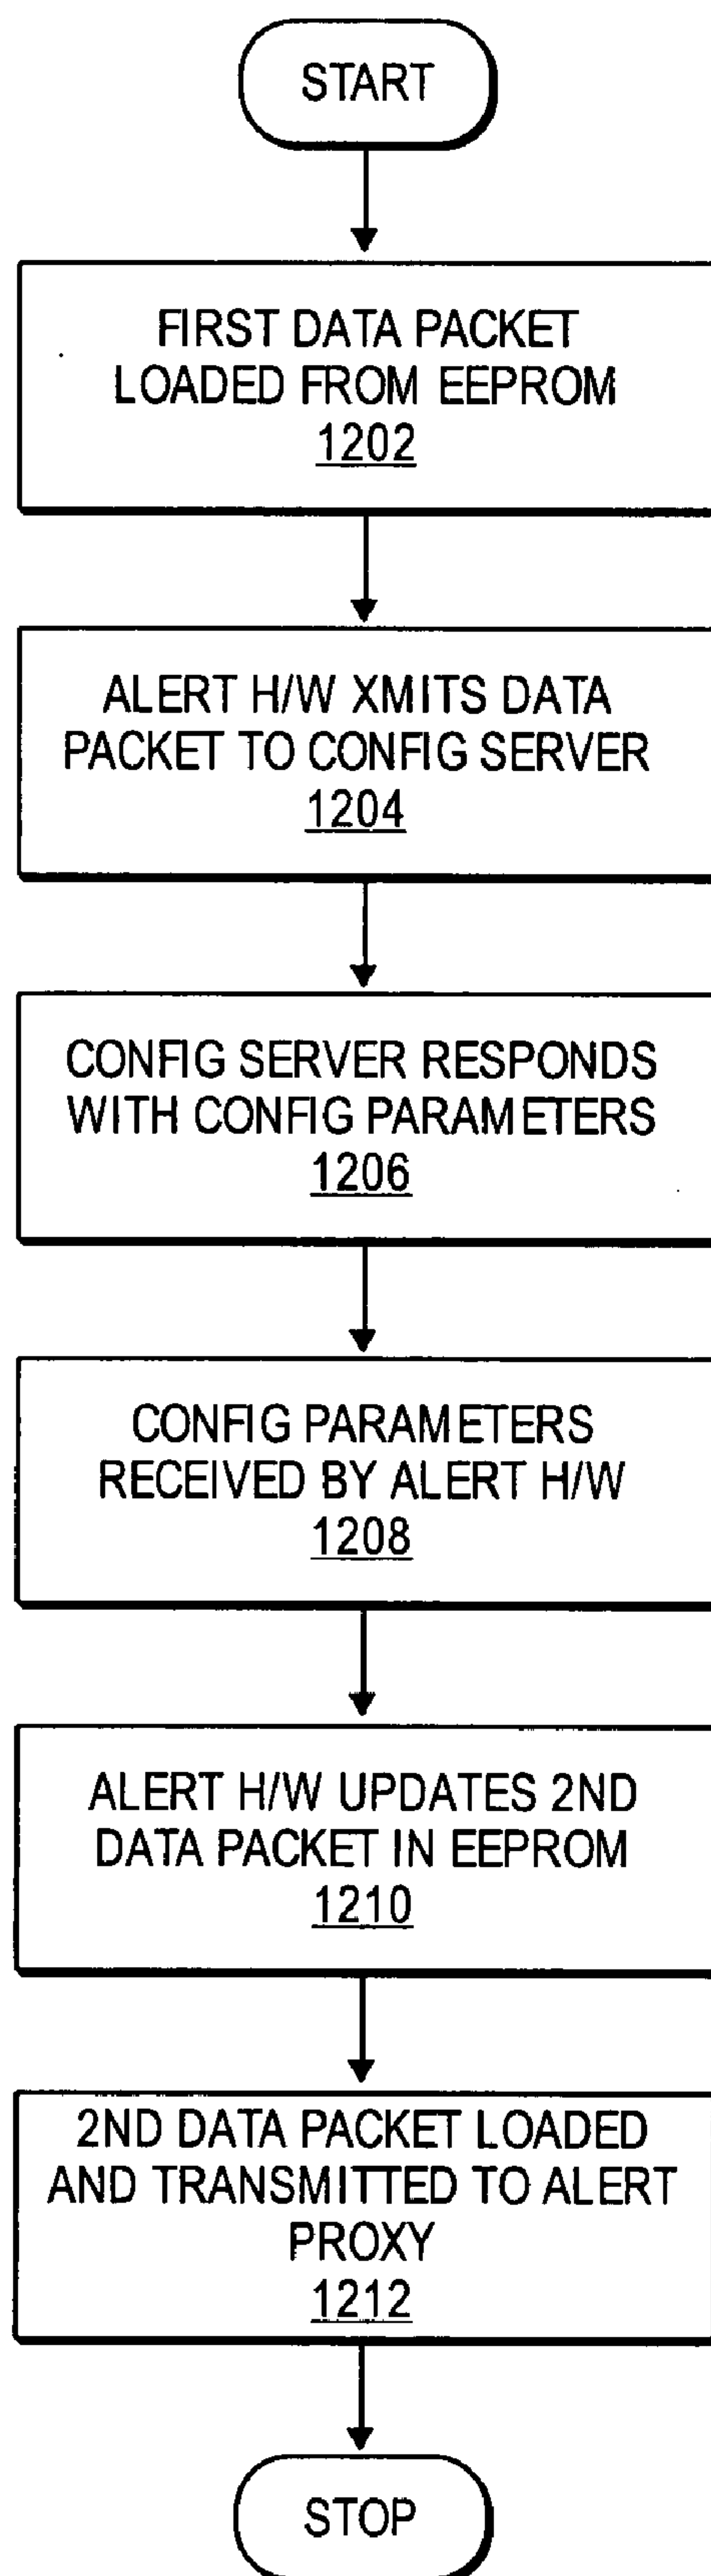 START
FIRST DATA PACKET
LOADED FROM EEPROM
1202
ALERT H/W XMITS DATA
PACKET TO CONFIG SERVER
1204
CONFIG SERVER RESPONDS
WITH CONFIG PARAMETERS
1206
CONFIG PARAMETERS
RECEIVED BY ALERT H/W
1208
ALERT H/W UPDATES 2ND
DATA PACKET IN EEPROM
1210
2ND DATA PACKET LOADED
AND TRANSMITTED TO ALERT
PROXY
1212
STOP